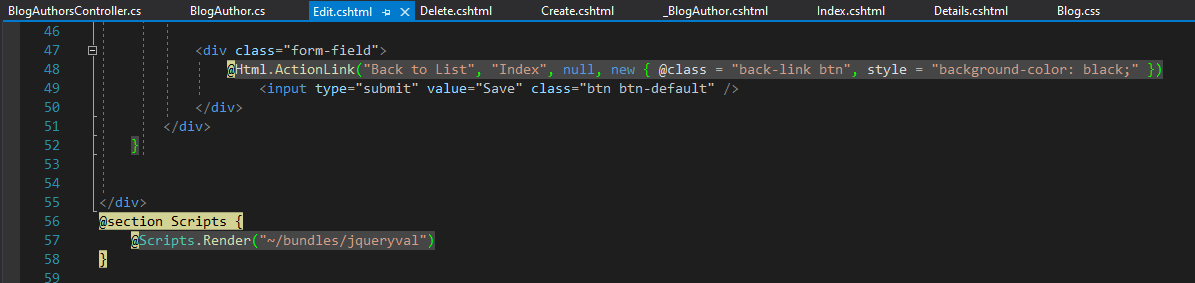 BlogAuthorsController.cs BlogAuthor.cs Edit.cshtml Delete.cshtml Create.cshtml _BlogAuthor.cshtml Index.cshtml Details.cshtml Blog.css
46
47 <div class="form-field">
48 @Html.ActionLink("Back to List", "Index", null, new { @class = "back-link btn", style = "background-color: black;" })
49 <input type="submit" value="Save" class="btn btn-default" />
50 </div>
51 </div>
52 }
53
54
55 </div>
56 @section Scripts {
57 @Scripts.Render("~/bundles/jqueryval")
58 }
59